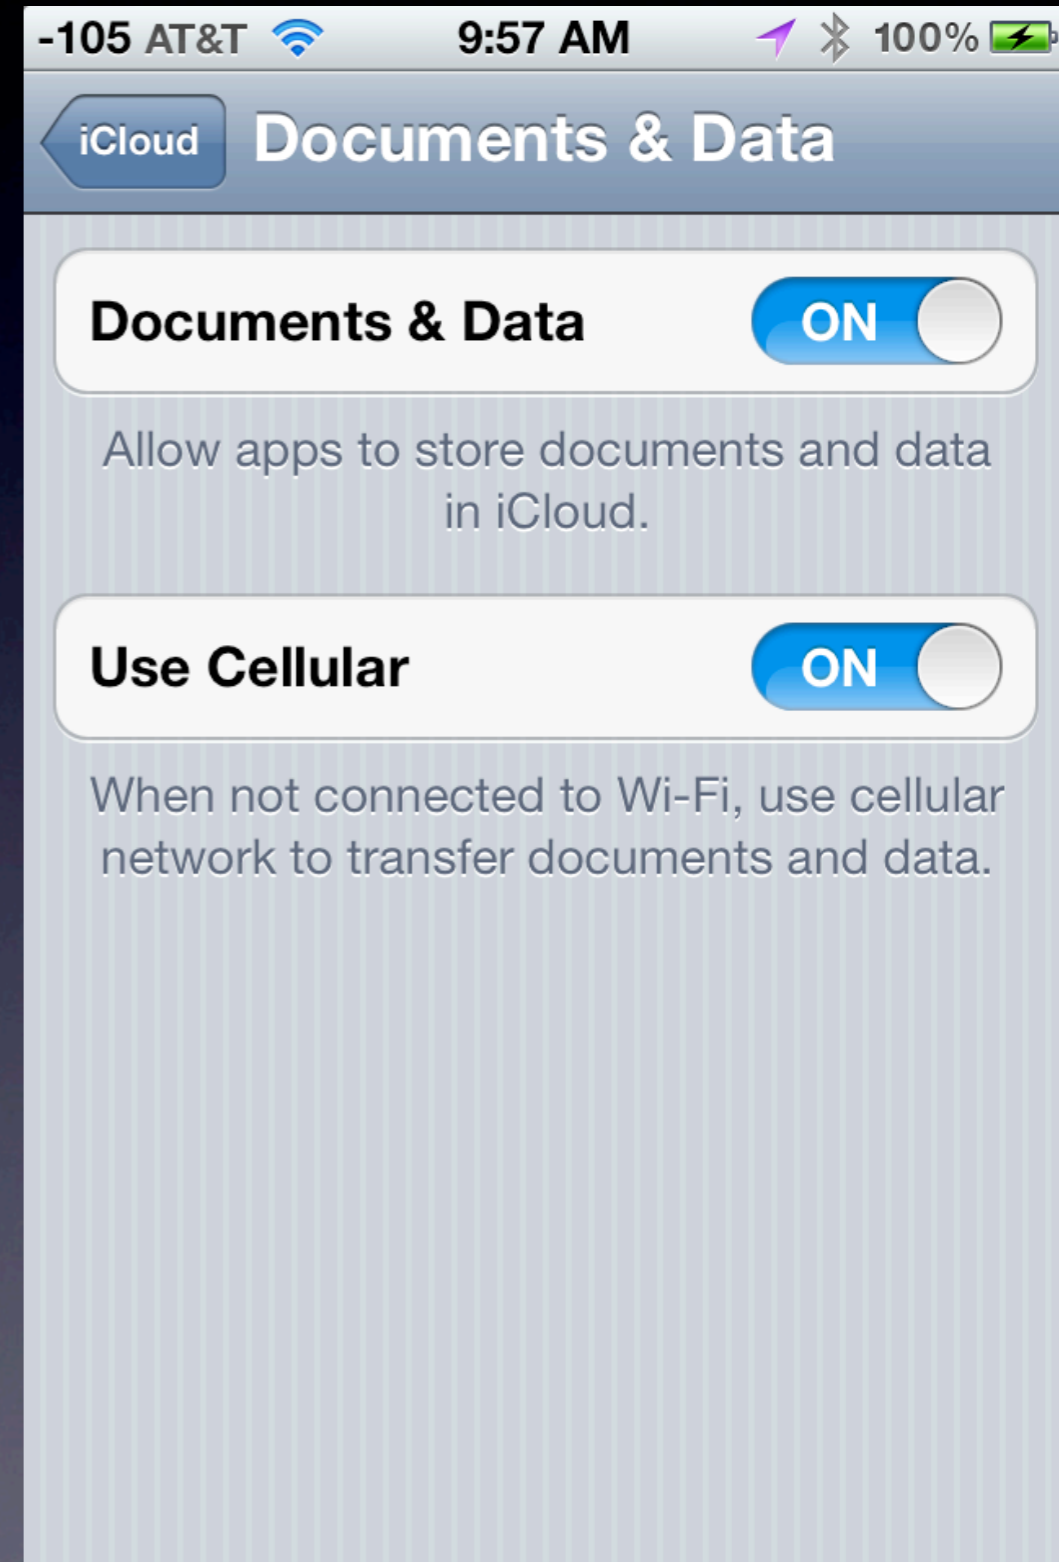 -105 AT&T 9:57 AM 100%
iCloud Documents & Data
Documents & Data ON
Allow apps to store documents and data
in iCloud.
Use Cellular ON
When not connected to Wi-Fi, use cellular
network to transfer documents and data.